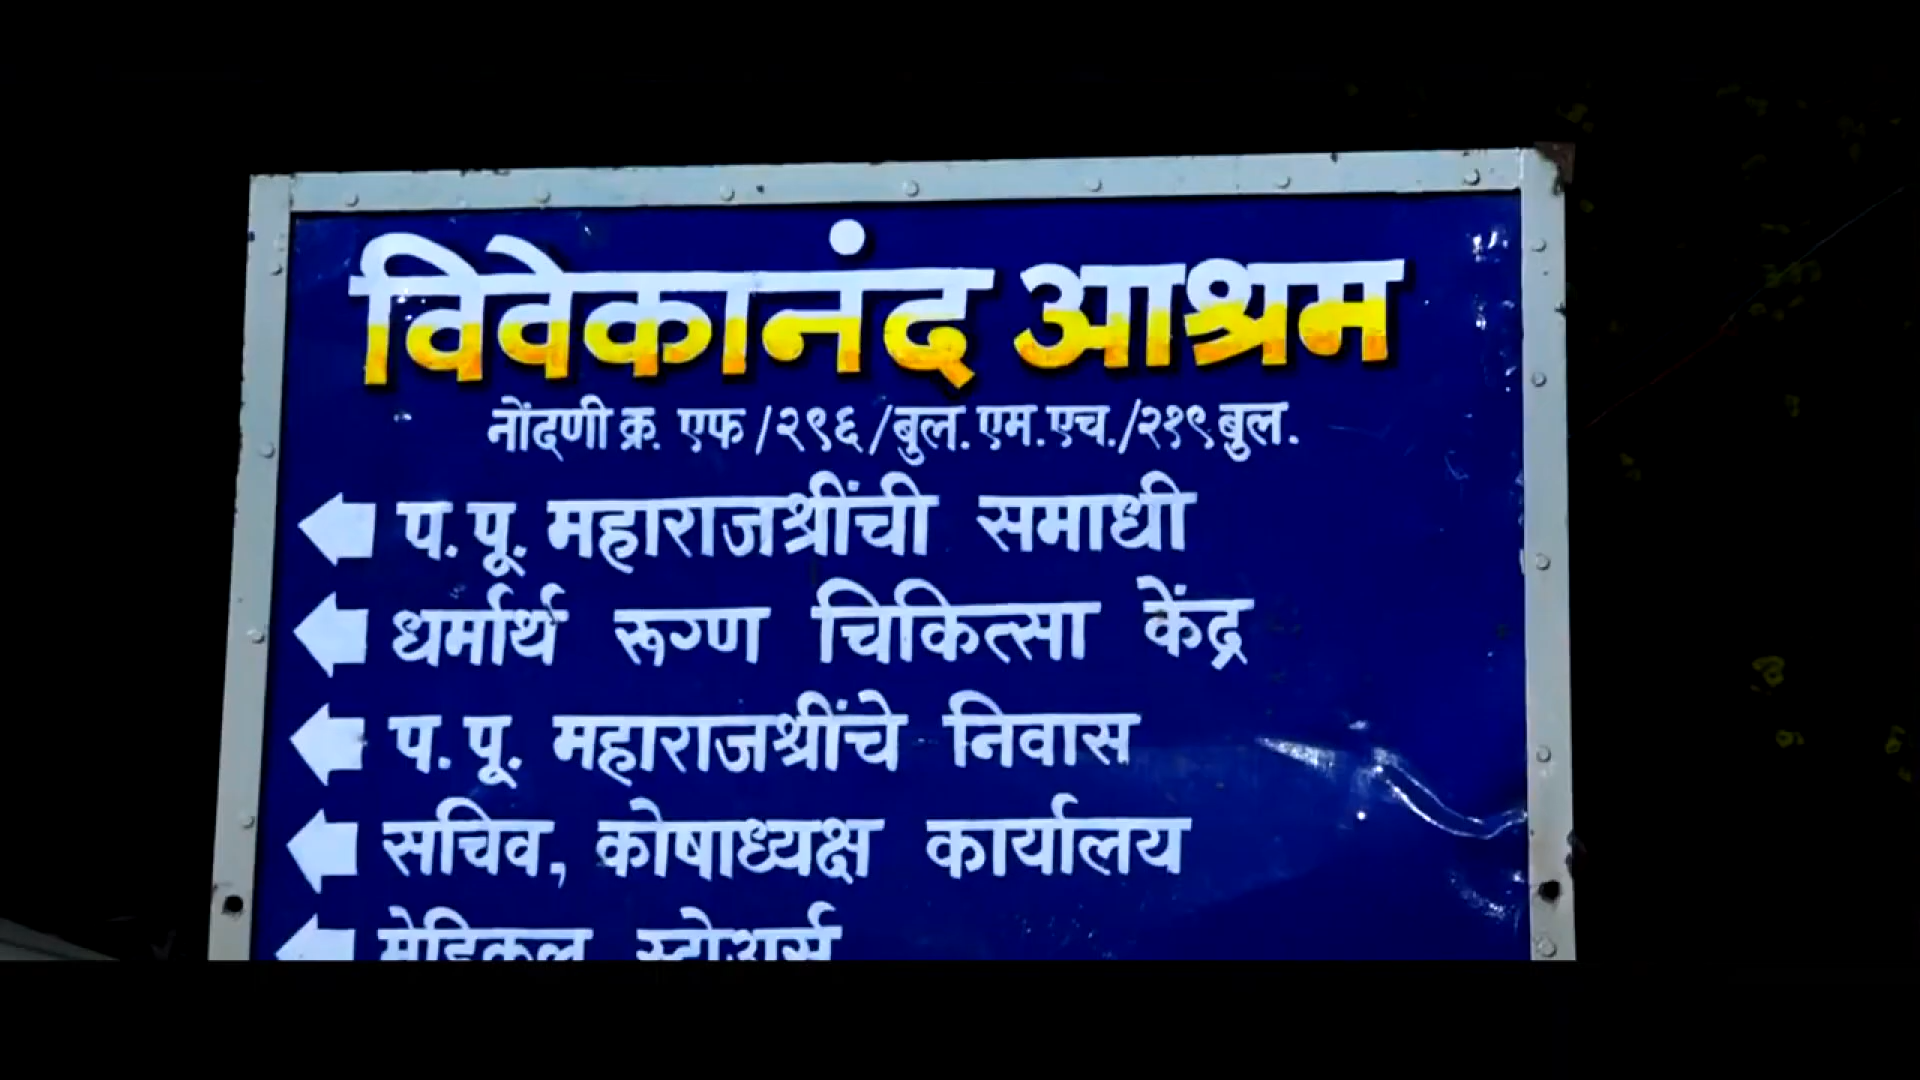 विवेकानंद आश्रम
नोंदणी क्र. एफ/२९६/बुल.एम.एच./२१९ बुल.
प.पू. महाराजश्रींची समाधी
धर्मार्थ रूग्ण चिकित्सा केंद्र
प.पू. महाराजश्रींचे निवास
सचिव, कोषाध्यक्ष कार्यालय
मेडिकल स्टोअर्स